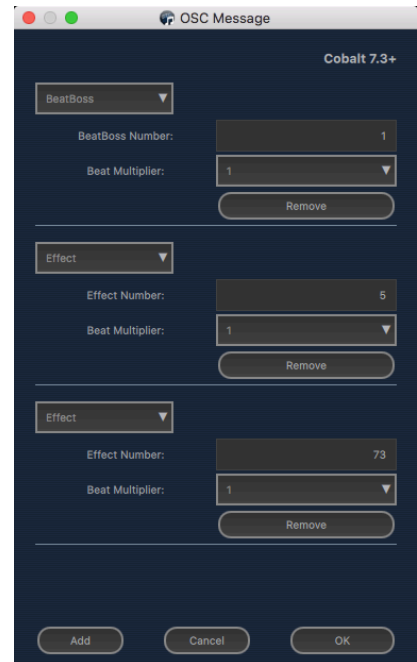 OSC Message
Cobalt 7.3+
BeatBoss
BeatBoss Number: 1
Beat Multiplier: 1
Remove
Effect
Effect Number: 5
Beat Multiplier: 1
Remove
Effect
Effect Number: 73
Beat Multiplier: 1
Remove
Add Cancel OK